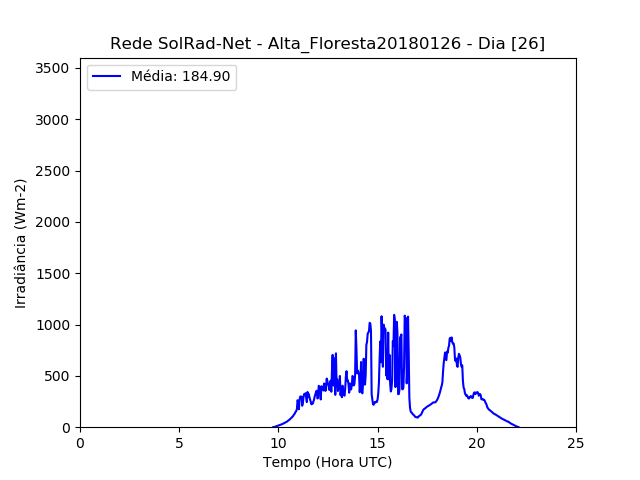 Rede SolRad-Net - Alta_Floresta20180126 - Dia [26]
Média: 184.90
3500
3000
2500
2000
1500
1000
500
0
Irradiância (Wm-2)
0 5 10 15 20 25
Tempo (Hora UTC)